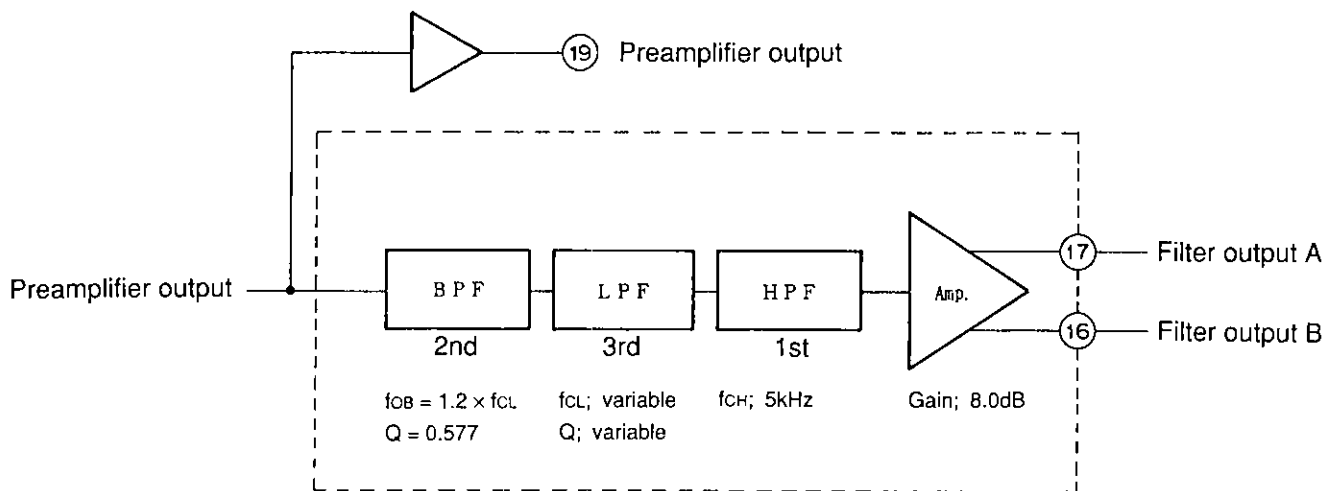 19 Preamplifier output
17 Filter output A
Preamplifier output
BPF LPF HPF Amp.
16 Filter output B
2nd 3rd 1st
fOB = 1.2 × fCL fCL; variable fCH; 5kHz Gain; 8.0dB
Q = 0.577 Q; variable